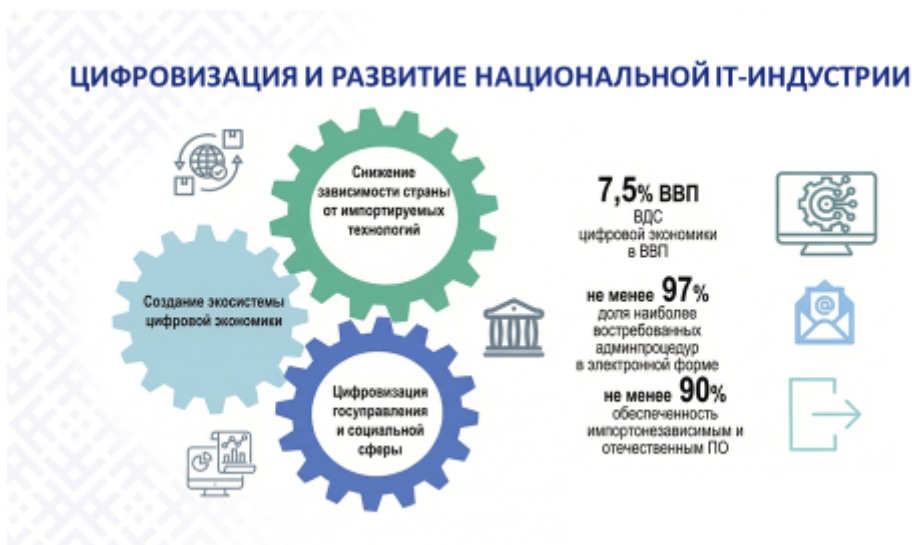 ЦИФРОВИЗАЦИЯ И РАЗВИТИЕ НАЦИОНАЛЬНОЙ IT-ИНДУСТРИИ
Снижение
зависимости страны
от импортируемых
технологий
Создание экосистемы
цифровой экономики
Цифровизация
госуправления
и социальной
сферы
7,5% ВВП
ВДС
цифровой экономики
в ВВП
не менее 97%
доля наиболее
востребованных
админпроцедур
в электронной форме
не менее 90%
обеспеченность
импортонезависимым и
отечественным ПО
@